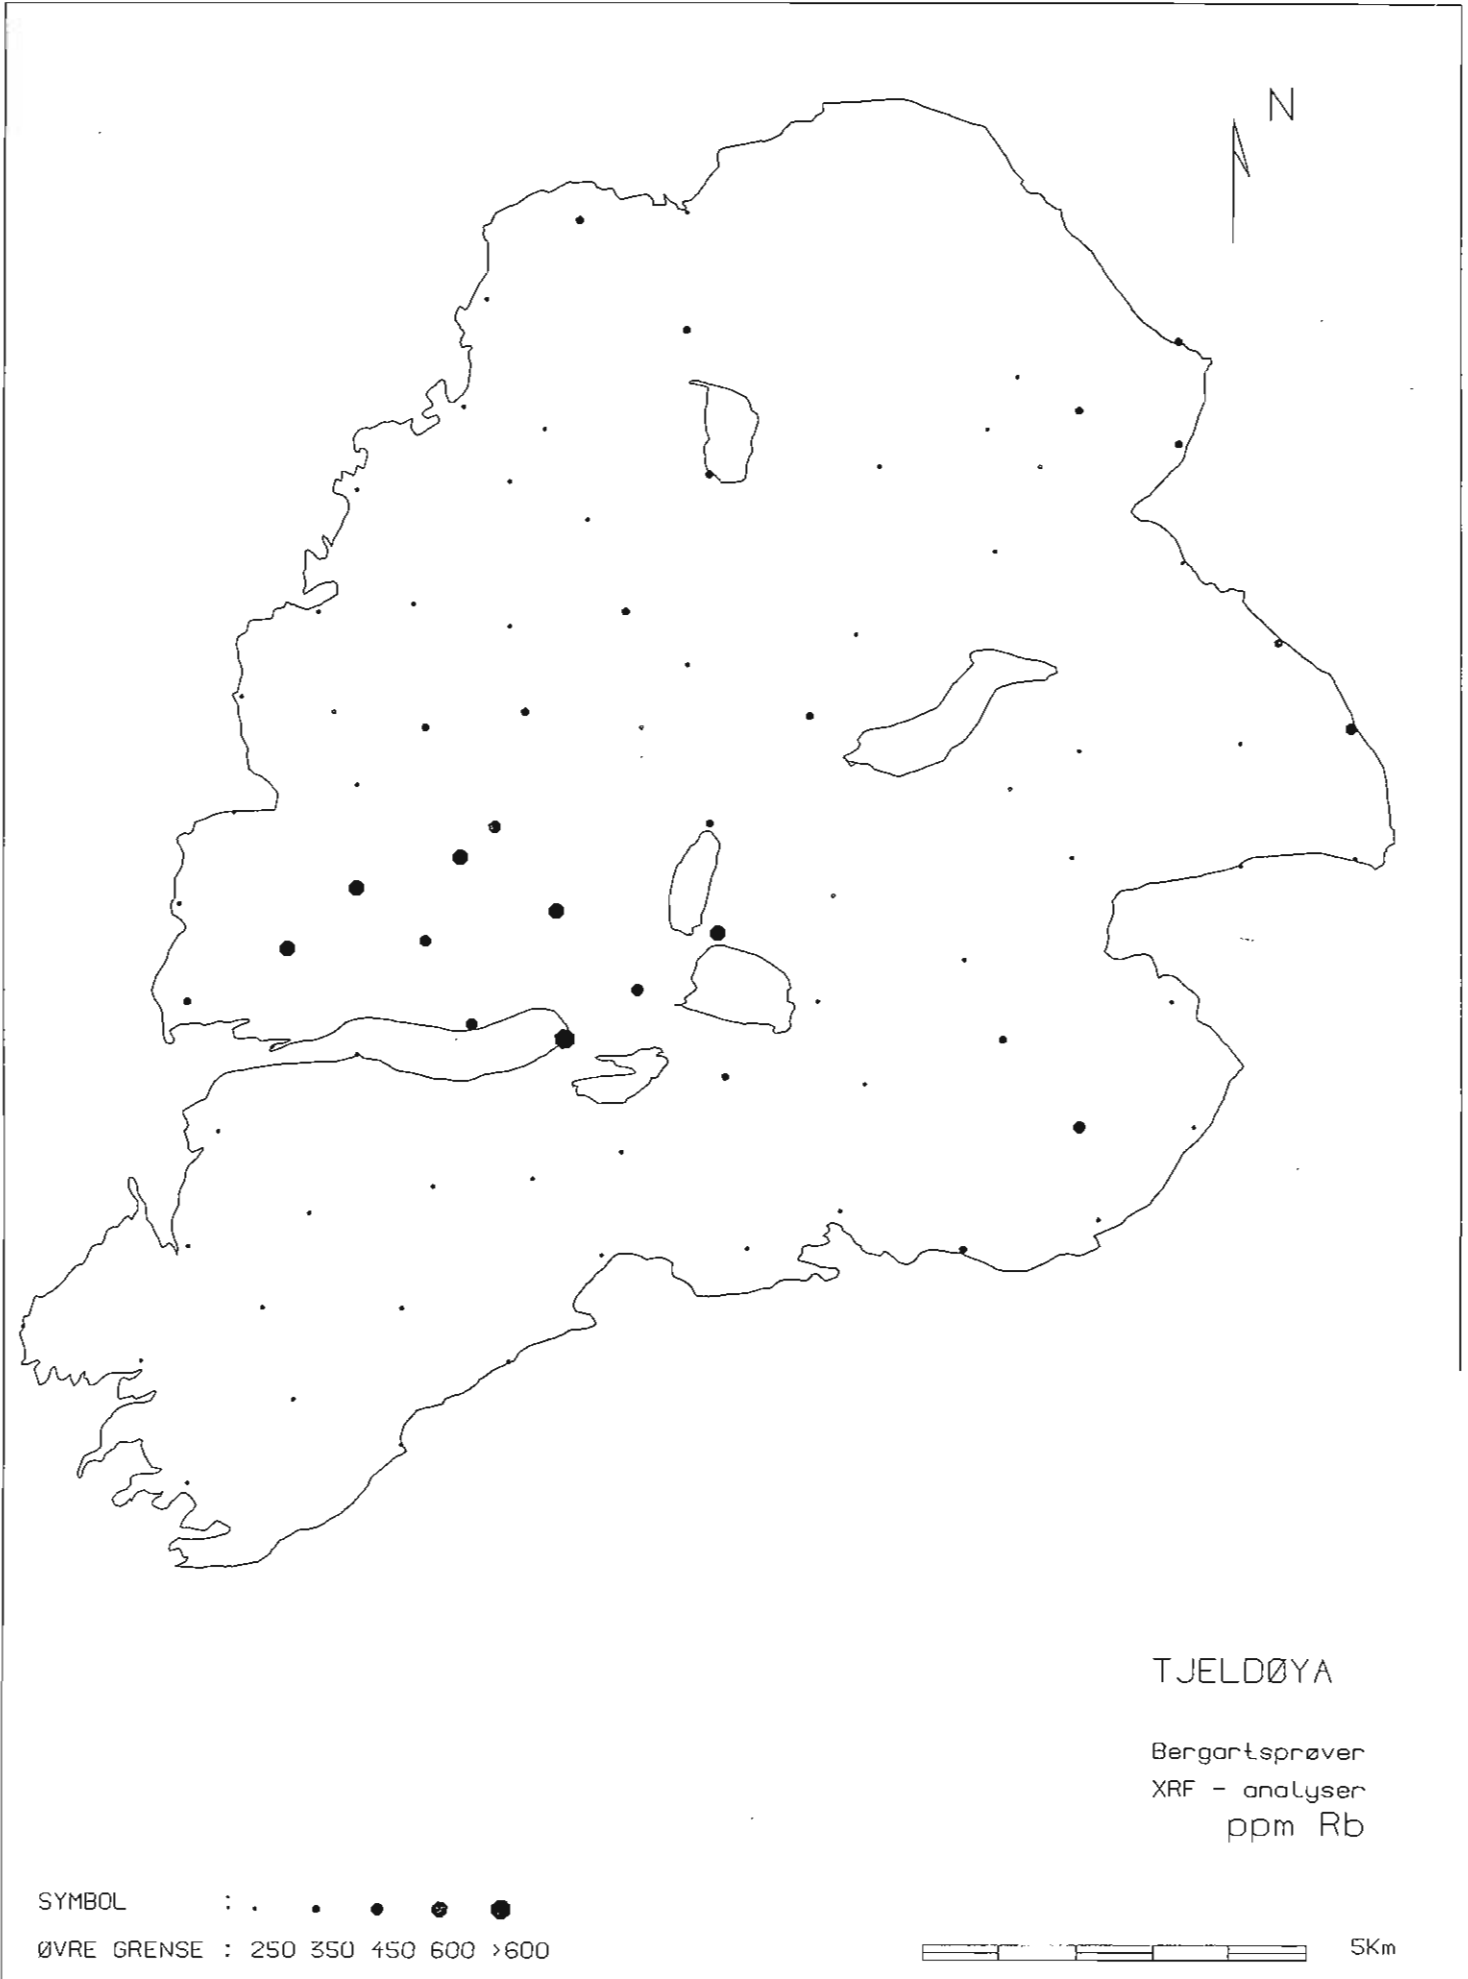 N
TJELDØYA
Bergartsprøver
XRF - analyser
ppm Rb
SYMBOL :
ØVRE GRENSE : 250 350 450 600 >600
5Km